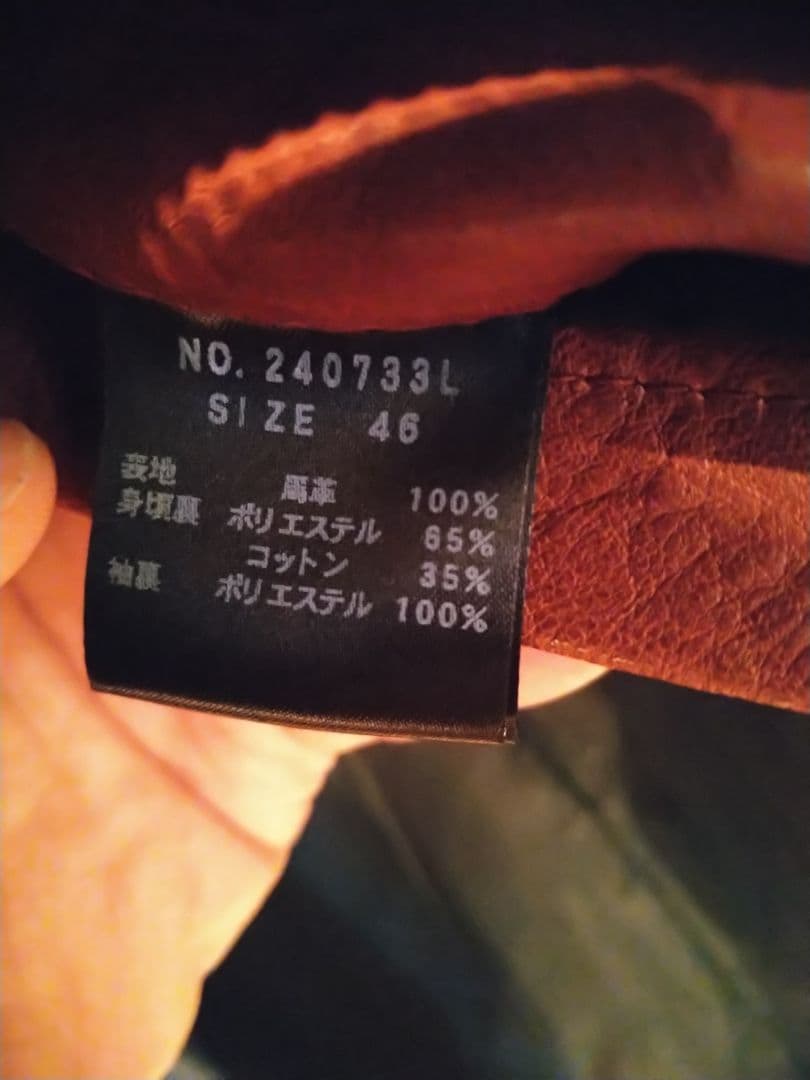 NO. 240733L
SIZE 46
表地 馬革 100%
身頃裏 ポリエステル 65%
コットン 35%
袖裏 ポリエステル 100%